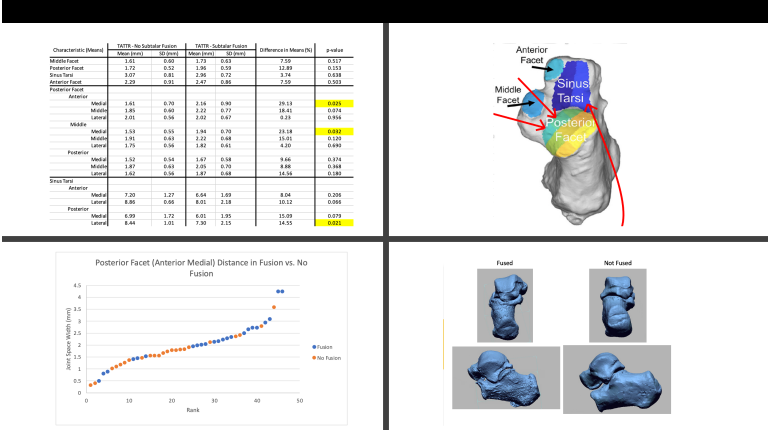 Characteristic (Means) TATTR - No Subtalar Fusion TATTR - Subtalar Fusion Difference in Means (%) p-value
Mean (mm) SD (mm) Mean (mm) SD (mm)
Middle Facet 1.61 0.60 1.73 0.63 7.59 0.517
Posterior Facet 1.72 0.52 1.96 0.59 12.89 0.153
Sinus Tarsi 3.07 0.81 2.96 0.72 3.74 0.638
Anterior Facet 2.29 0.91 2.47 0.86 7.59 0.503
Posterior Facet
Anterior
Medial 1.61 0.70 2.16 0.90 29.13 0.025
Middle 1.85 0.60 2.22 0.77 18.41 0.074
Lateral 2.01 0.56 2.02 0.67 0.23 0.956
Middle
Medial 1.53 0.55 1.94 0.70 23.18 0.032
Middle 1.91 0.63 2.22 0.68 15.01 0.120
Lateral 1.75 0.56 1.82 0.61 4.20 0.690
Posterior
Medial 1.52 0.54 1.67 0.58 9.66 0.374
Middle 1.87 0.63 2.05 0.70 8.88 0.368
Lateral 1.62 0.56 1.87 0.68 14.56 0.180
Sinus Tarsi
Anterior
Medial 7.20 1.27 6.64 1.69 8.04 0.206
Lateral 8.86 0.66 8.01 2.18 10.12 0.066
Posterior
Medial 6.99 1.72 6.01 1.95 15.09 0.079
Lateral 8.44 1.01 7.30 2.15 14.55 0.021
Anterior
Facet
Sinus
Tarsi
Middle
Facet
Posterior
Facet
Posterior Facet (Anterior Medial) Distance in Fusion vs. No
Fusion
4.5
4
3.5
3
2.5
2
1.5
1
0.5
0
Joint Space Width (mm)
0 10 20 30 40 50
Rank
Fusion
No Fusion
Fused Not Fused